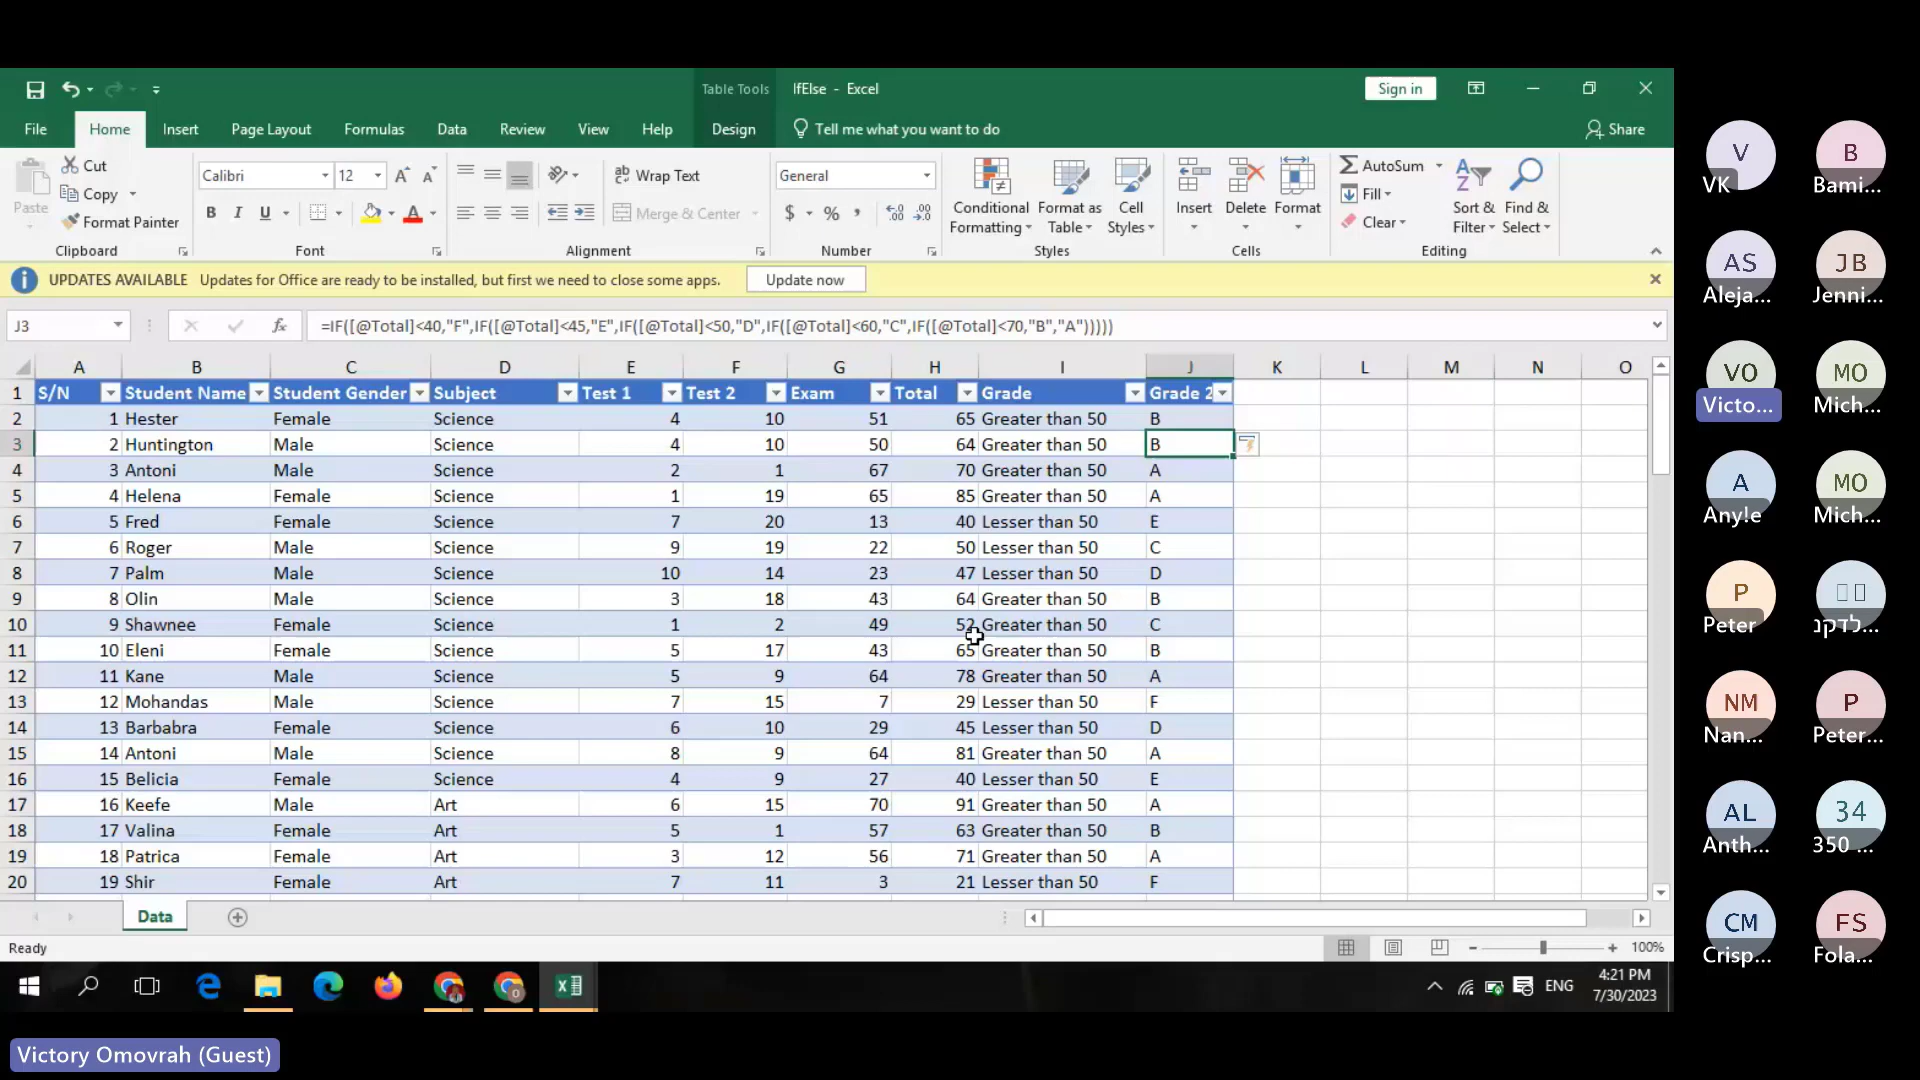 Table Tools
IfElse - Excel
Sign in
File Home Insert Page Layout Formulas Data Review View Help Design Tell me what you want to do Share
Paste
Cut
Copy
Format Painter
Clipboard
Calibri 12
B I U
Font
Wrap Text
Merge & Center
Alignment
General
$ % ,
Number
Conditional Formatting
Format as Table
Cell Styles
Styles
Insert Delete Format
Cells
AutoSum
Fill
Clear
Sort & Filter
Find & Select
Editing
UPDATES AVAILABLE Updates for Office are ready to be installed, but first we need to close some apps. Update now
J3 fx =IF([@Total]<40,"F",IF([@Total]<45,"E",IF([@Total]<50,"D",IF([@Total]<60,"C",IF([@Total]<70,"B","A")))))
A B C D E F G H I J K L M N O
1 S/N Student Name Student Gender Subject Test 1 Test 2 Exam Total Grade Grade 2
2 1 Hester Female Science 4 10 51 65 Greater than 50 B
3 2 Huntington Male Science 4 10 50 64 Greater than 50 B
4 3 Antoni Male Science 2 1 67 70 Greater than 50 A
5 4 Helena Female Science 1 19 65 85 Greater than 50 A
6 5 Fred Female Science 7 20 13 40 Lesser than 50 E
7 6 Roger Male Science 9 19 22 50 Lesser than 50 C
8 7 Palm Male Science 10 14 23 47 Lesser than 50 D
9 8 Olin Male Science 3 18 43 64 Greater than 50 B
10 9 Shawnee Female Science 1 2 49 52 Greater than 50 C
11 10 Eleni Female Science 5 17 43 65 Greater than 50 B
12 11 Kane Male Science 5 9 64 78 Greater than 50 A
13 12 Mohandas Male Science 7 15 7 29 Lesser than 50 F
14 13 Barbabra Female Science 6 10 29 45 Lesser than 50 D
15 14 Antoni Male Science 8 9 64 81 Greater than 50 A
16 15 Belicia Female Science 4 9 27 40 Lesser than 50 E
17 16 Keefe Male Art 6 15 70 91 Greater than 50 A
18 17 Valina Female Art 5 1 57 63 Greater than 50 B
19 18 Patrica Female Art 3 12 56 71 Greater than 50 A
20 19 Shir Female Art 7 11 3 21 Lesser than 50 F
Data
Ready
100%
ENG
4:21 PM
7/30/2023
Victory Omovrah (Guest)
V B
VK Bami...
AS JB
Aleja... Jenni...
VO MO
Victo... Mich...
A MO
Any!e Mich...
P
Peter לדקנ...
NM P
Nan... Peter...
AL 34
Anth... 350 ...
CM FS
Crisp... Fola...